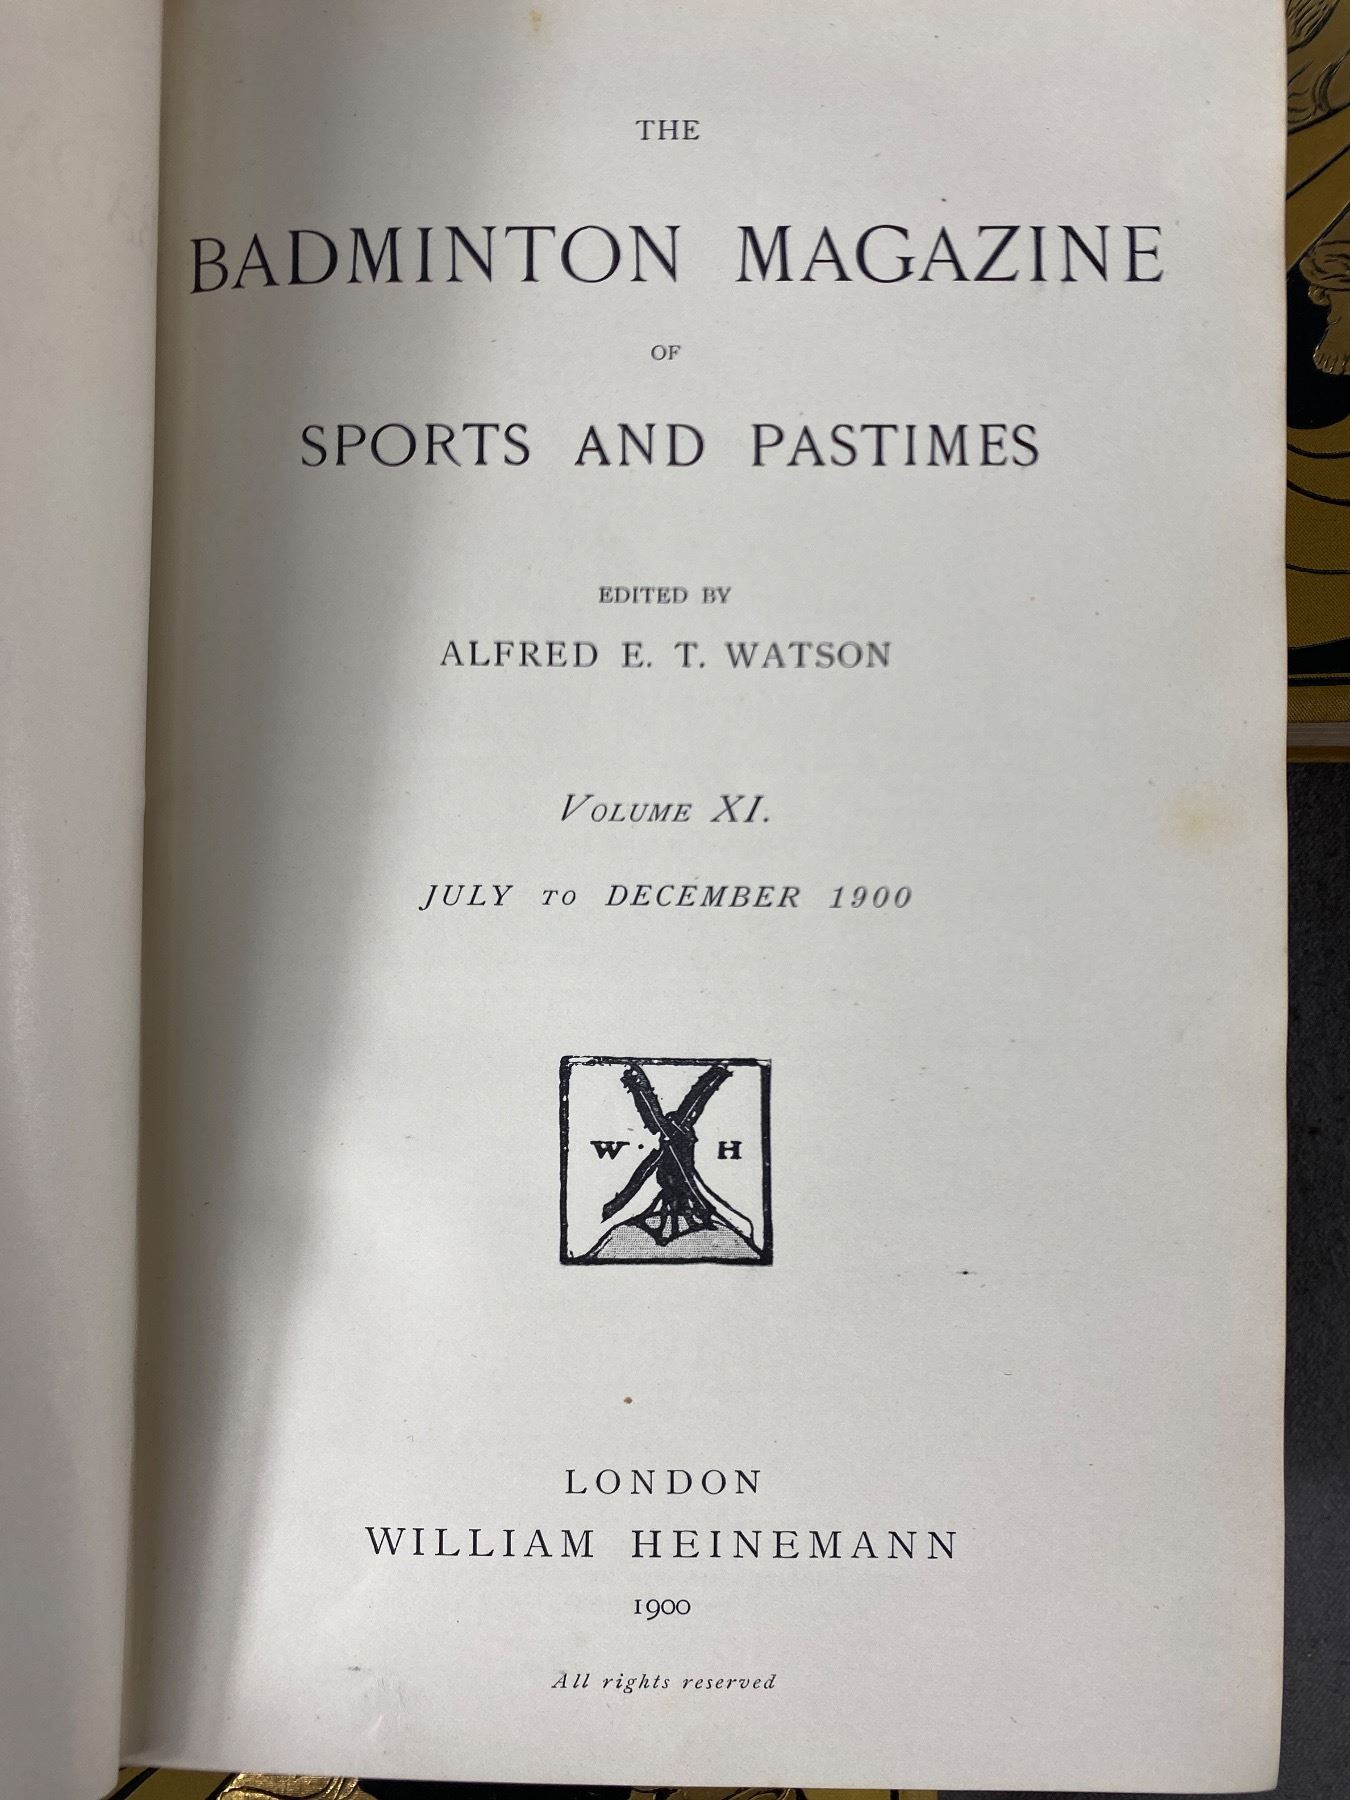 THE
BADMINTON MAGAZINE
OF
SPORTS AND PASTIMES
EDITED BY
ALFRED E. T. WATSON
VOLUME XI.
JULY TO DECEMBER 1900
W · H
LONDON
WILLIAM HEINEMANN
1900
All rights reserved